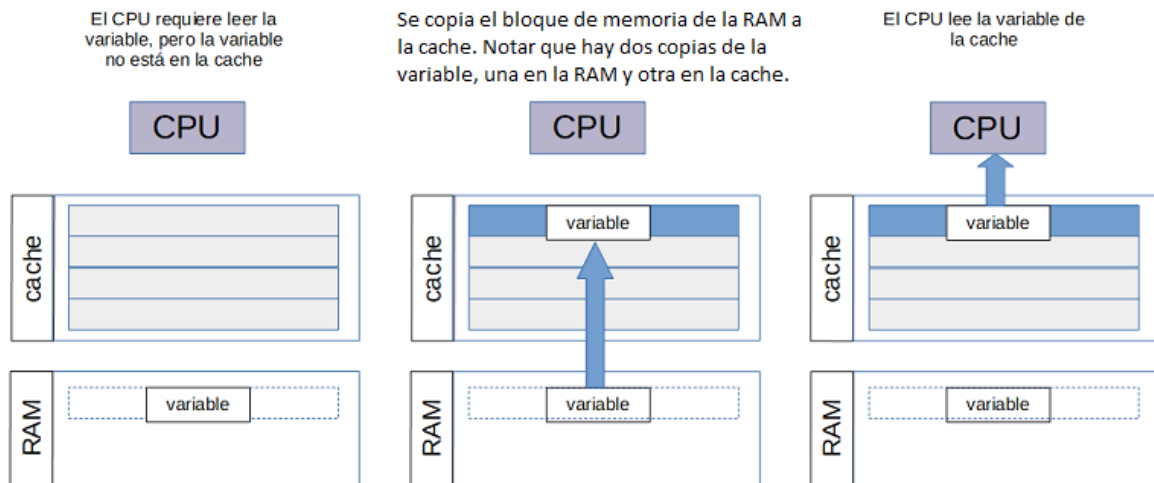 El CPU requiere leer la
variable, pero la variable
no está en la cache
CPU
cache
RAM
variable
Se copia el bloque de memoria de la RAM a
la cache. Notar que hay dos copias de la
variable, una en la RAM y otra en la cache.
CPU
cache
variable
RAM
variable
El CPU lee la variable de
la cache
CPU
cache
variable
RAM
variable